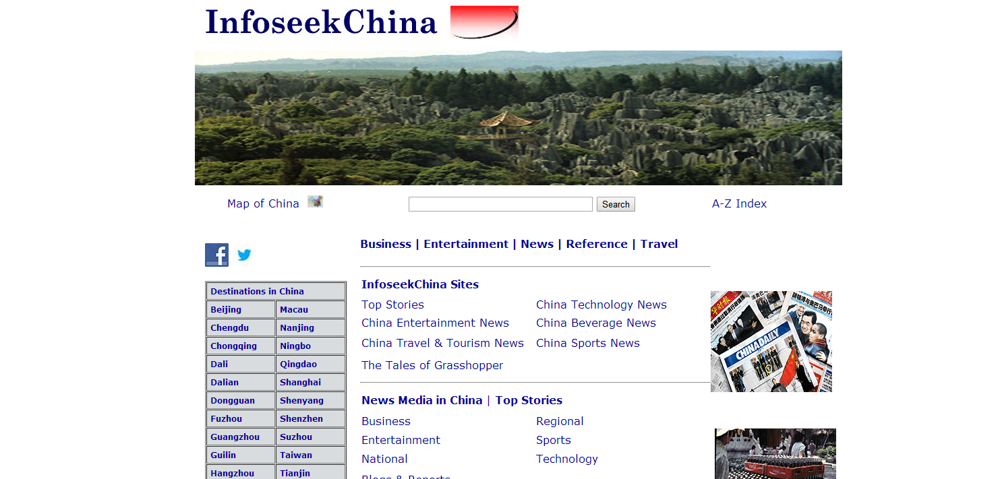 InfoseekChina
Map of China
Search
A-Z Index
Business | Entertainment | News | Reference | Travel
Destinations in China
Beijing Macau
Chengdu Nanjing
Chongqing Ningbo
Dali Qingdao
Dalian Shanghai
Dongguan Shenyang
Fuzhou Shenzhen
Guangzhou Suzhou
Guilin Taiwan
Hangzhou Tianjin
InfoseekChina Sites
Top Stories China Technology News
China Entertainment News China Beverage News
China Travel & Tourism News China Sports News
The Tales of Grasshopper
News Media in China | Top Stories
Business Regional
Entertainment Sports
National Technology
Blogs & Reports
CHINA DAILY